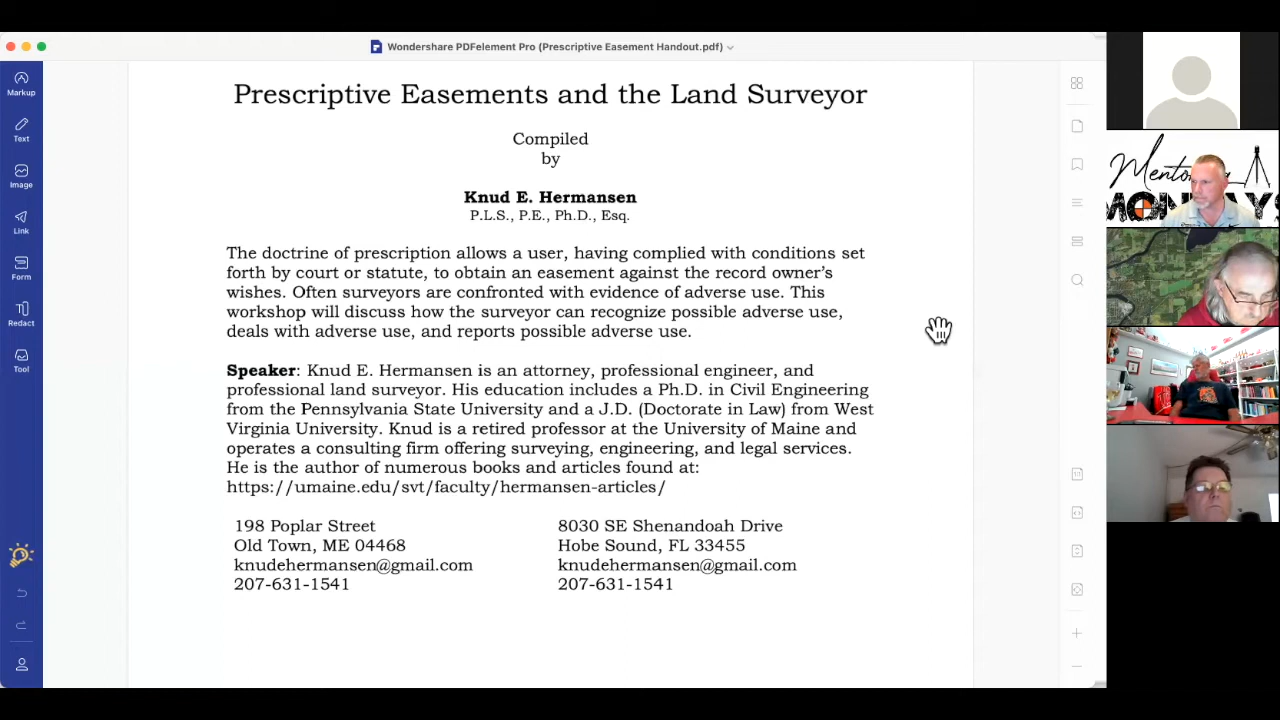 Wondershare PDFelement Pro (Prescriptive Easement Handout.pdf)
Markup
Text
Image
Link
Form
Redact
Tool
Prescriptive Easements and the Land Surveyor
Compiled
by
Knud E. Hermansen
P.L.S., P.E., Ph.D., Esq.
The doctrine of prescription allows a user, having complied with conditions set
forth by court or statute, to obtain an easement against the record owner’s
wishes. Often surveyors are confronted with evidence of adverse use. This
workshop will discuss how the surveyor can recognize possible adverse use,
deals with adverse use, and reports possible adverse use.
Speaker: Knud E. Hermansen is an attorney, professional engineer, and
professional land surveyor. His education includes a Ph.D. in Civil Engineering
from the Pennsylvania State University and a J.D. (Doctorate in Law) from West
Virginia University. Knud is a retired professor at the University of Maine and
operates a consulting firm offering surveying, engineering, and legal services.
He is the author of numerous books and articles found at:
https://umaine.edu/svt/faculty/hermansen-articles/
198 Poplar Street
Old Town, ME 04468
knudehermansen@gmail.com
207-631-1541
8030 SE Shenandoah Drive
Hobe Sound, FL 33455
knudehermansen@gmail.com
207-631-1541